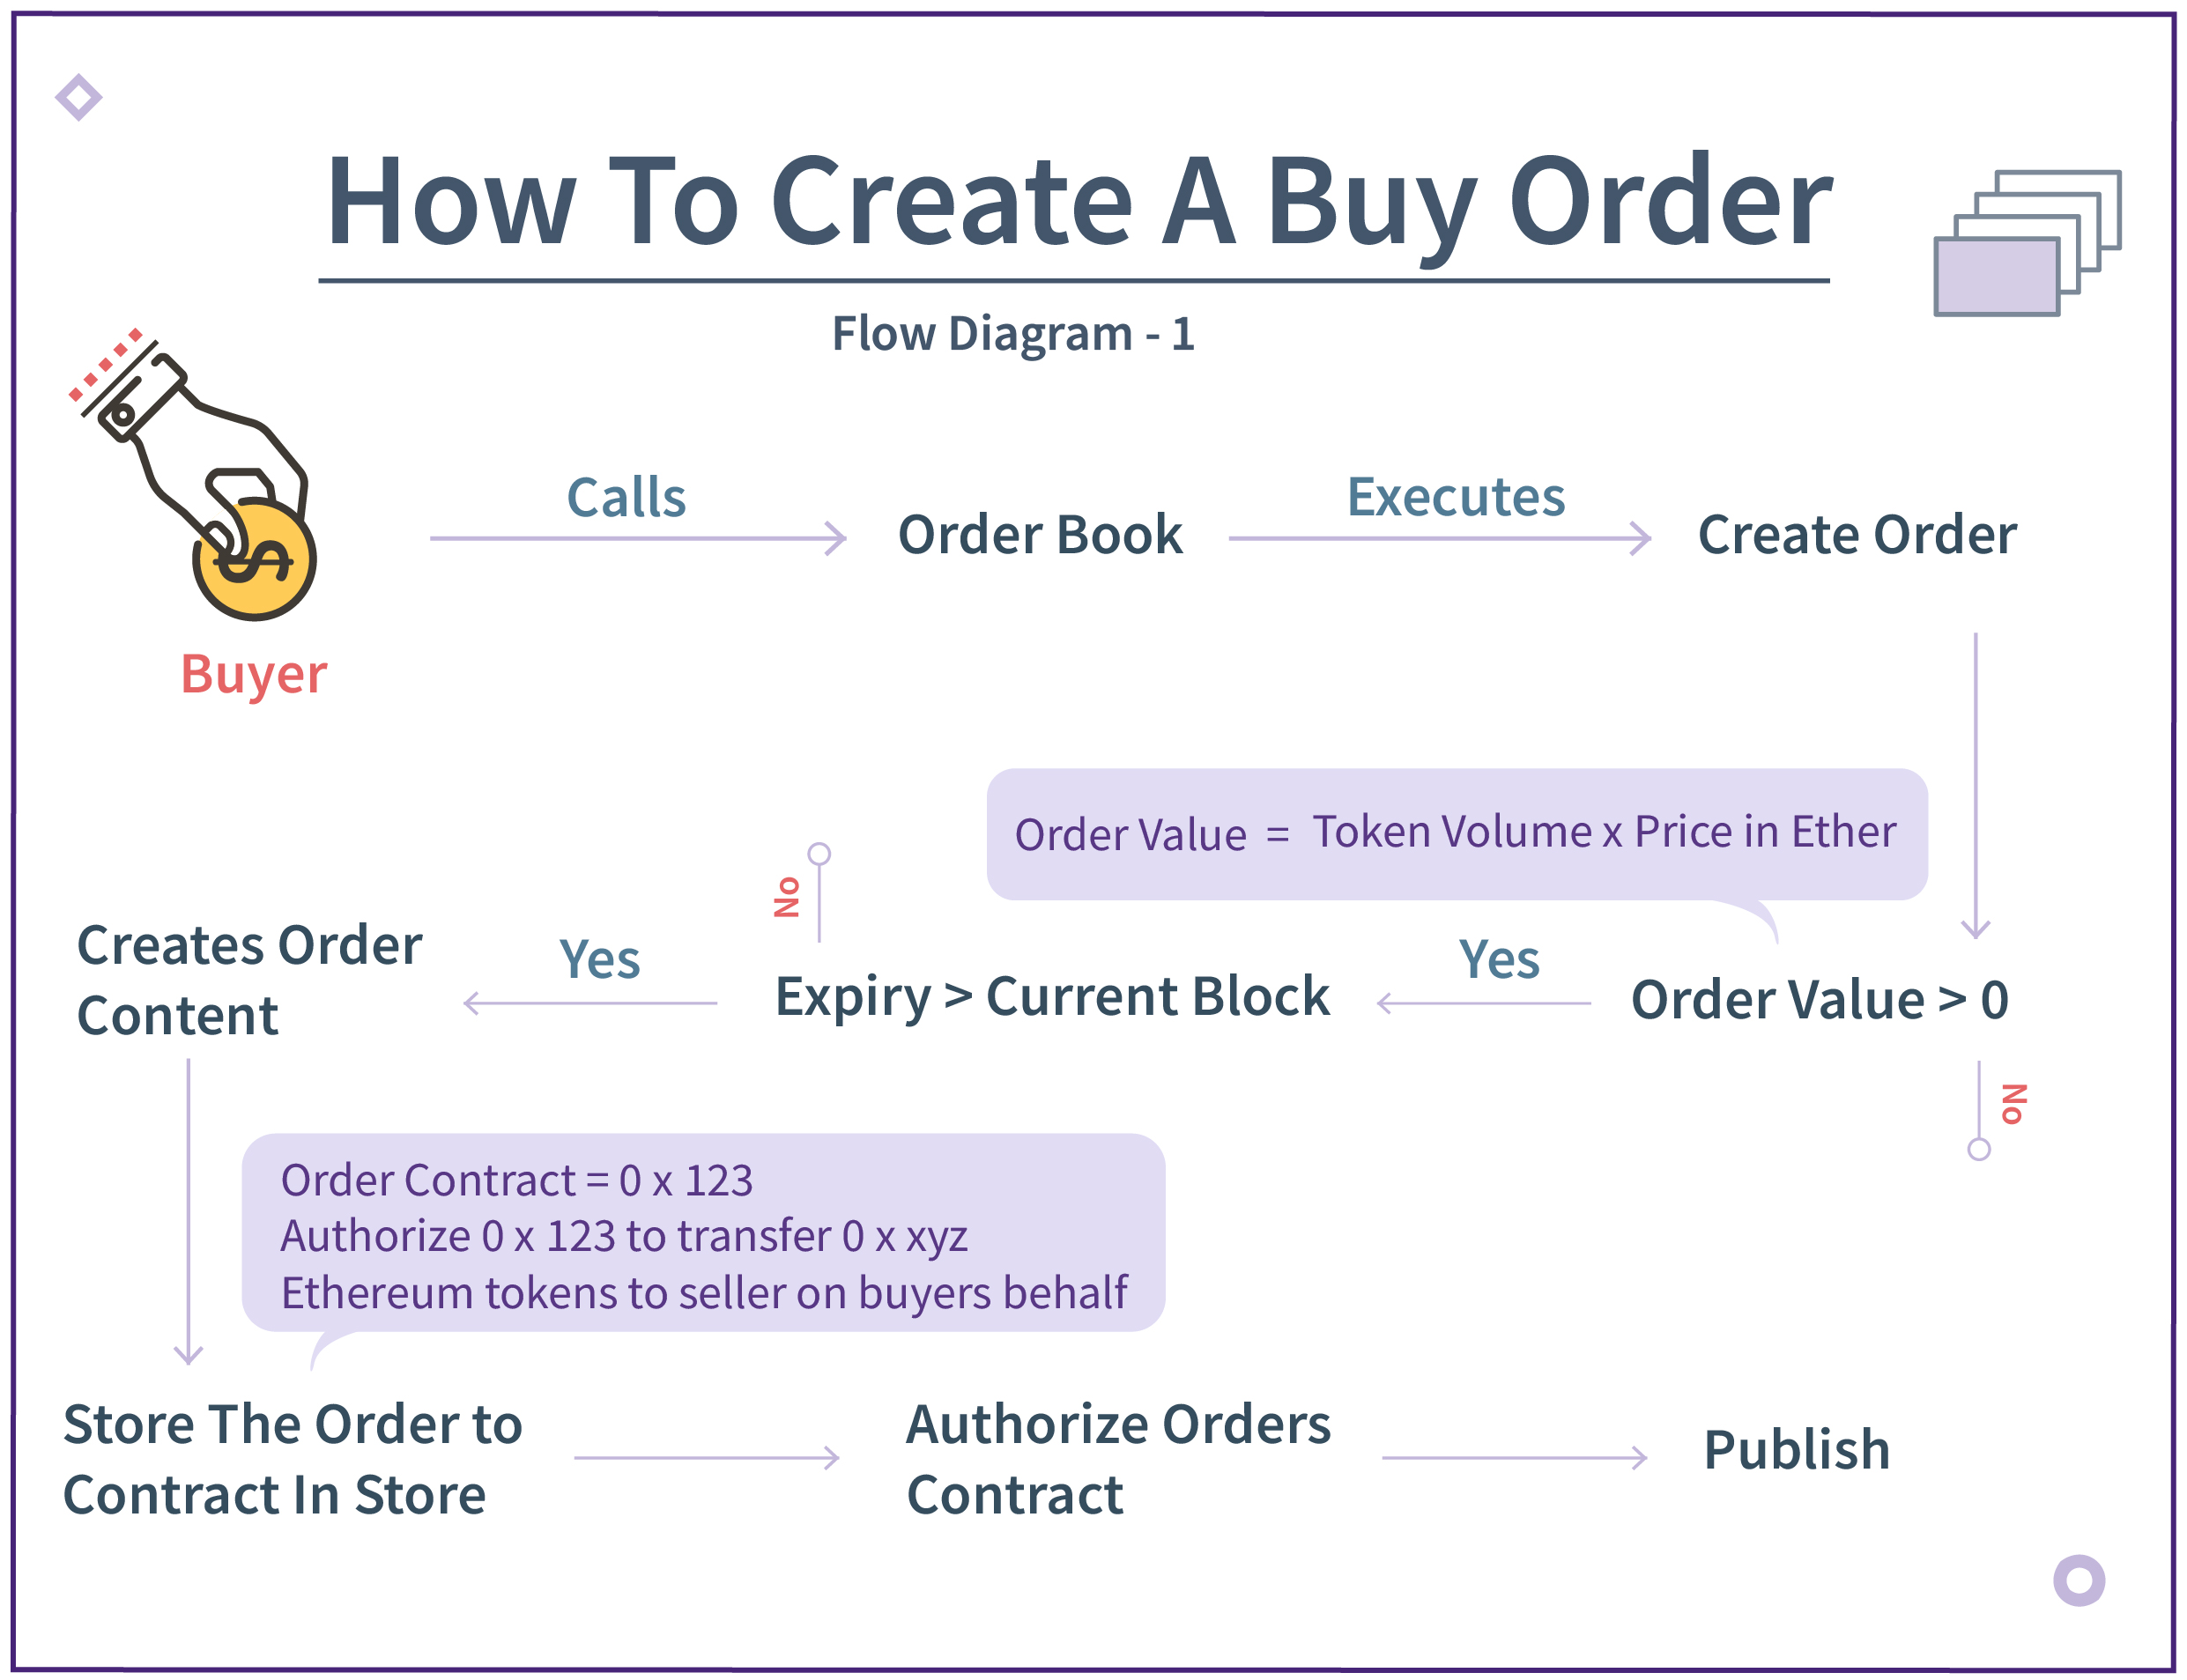 How To Create A Buy Order
Flow Diagram - 1
Calls
Executes
Order Book
Create Order
Buyer
Order Value = Token Volume x Price in Ether
No
Creates Order
Content
Yes
Expiry > Current Block
Yes
Order Value > 0
No
Order Contract = 0 x 123
Authorize 0 x 123 to transfer 0 x xyz
Ethereum tokens to seller on buyers behalf
Store The Order to
Contract In Store
Authorize Orders
Contract
Publish